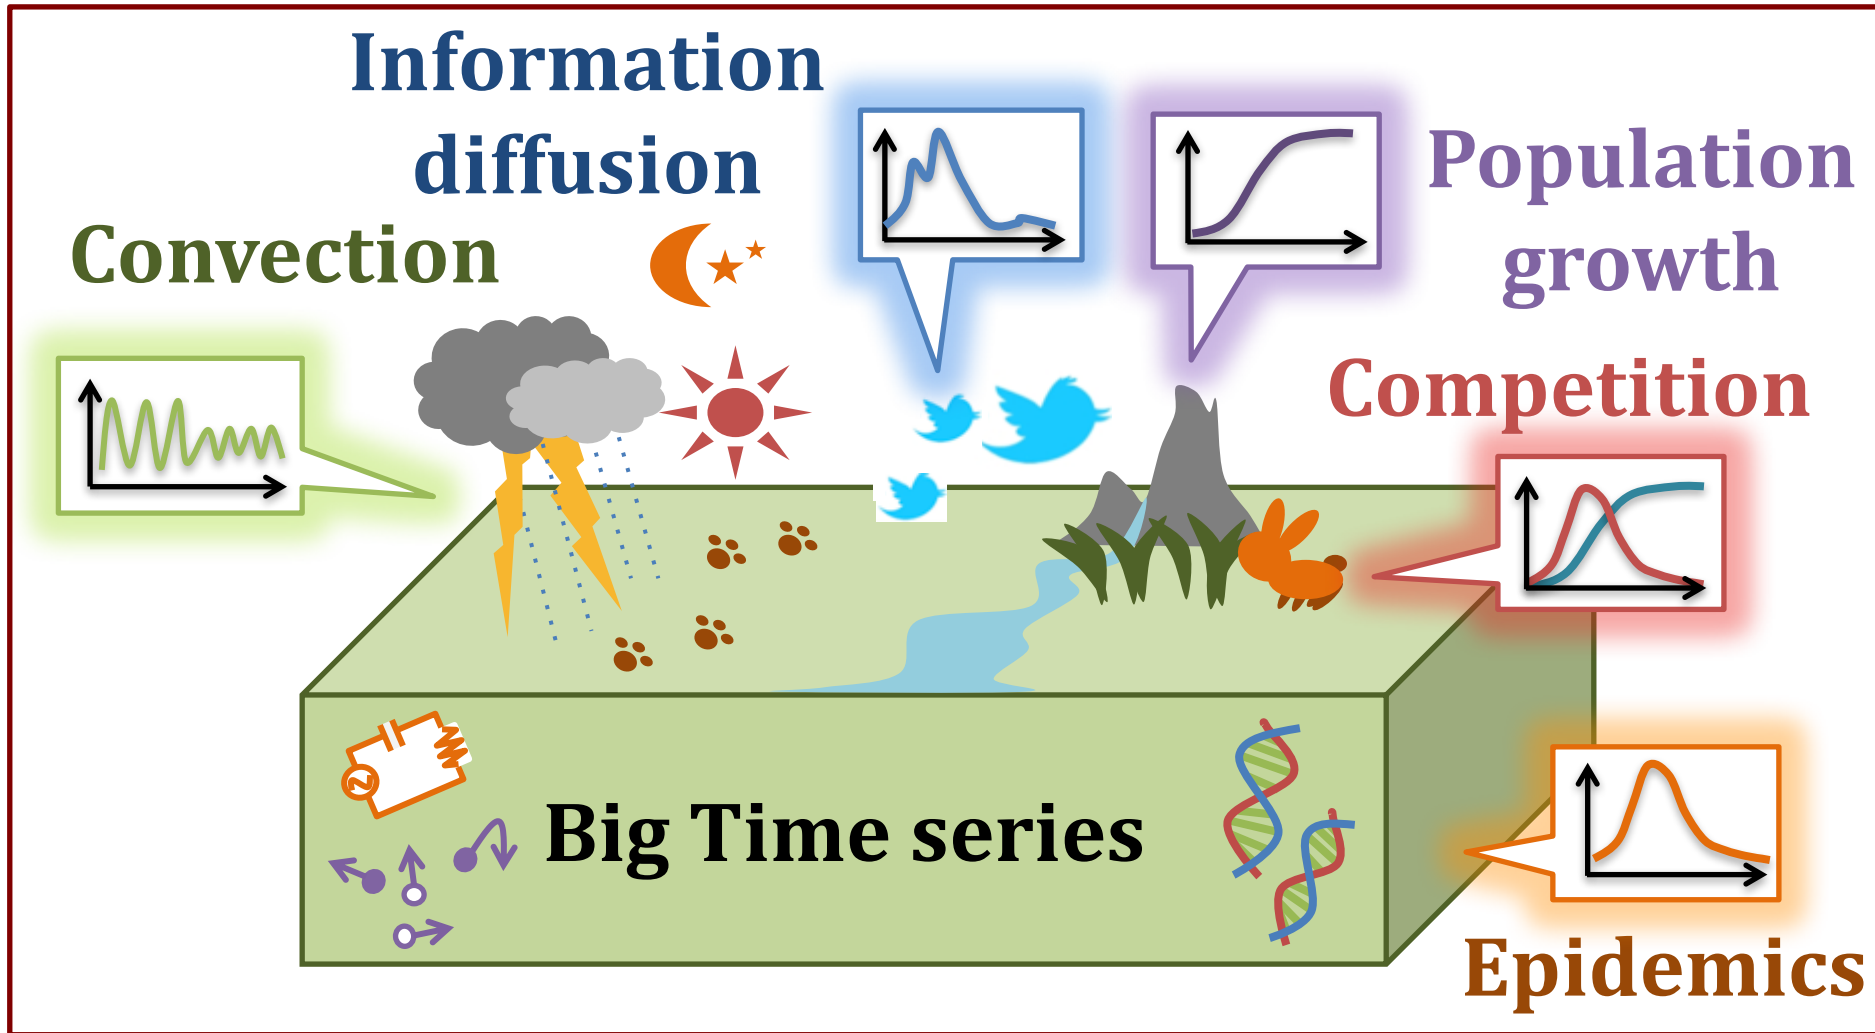 Information
diffusion
Convection
Population
growth
Competition
Big Time series
Epidemics